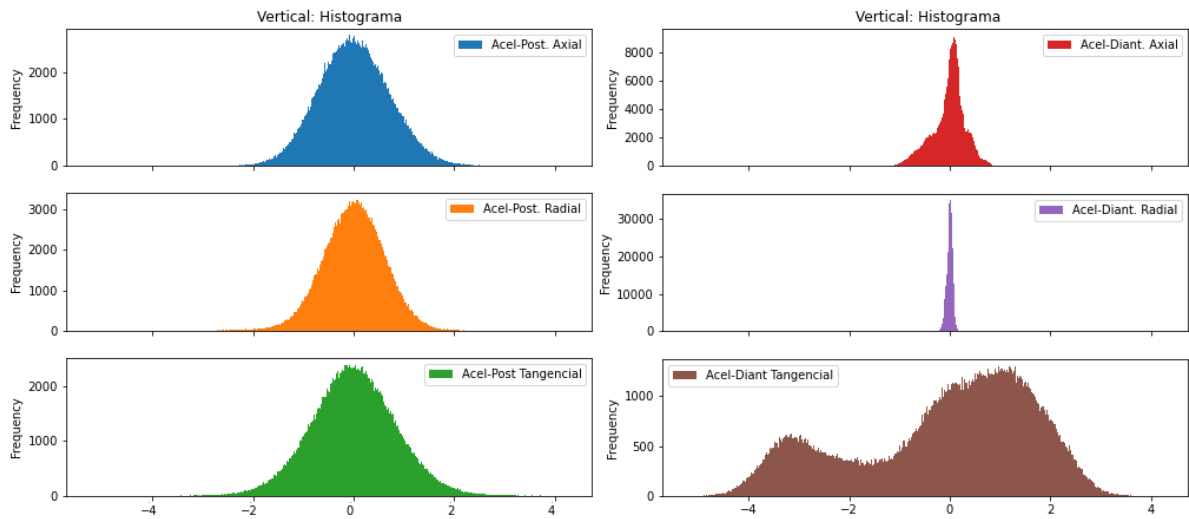 Vertical: Histograma
Frequency
2000
1000
0
Acel-Post. Axial
Frequency
3000
2000
1000
0
Acel-Post. Radial
Frequency
2000
1000
0
Acel-Post Tangencial
−4 −2 0 2 4
Vertical: Histograma
Frequency
8000
6000
4000
2000
0
Acel-Diant. Axial
Frequency
30000
20000
10000
0
Acel-Diant. Radial
Frequency
1000
500
0
Acel-Diant Tangencial
−4 −2 0 2 4